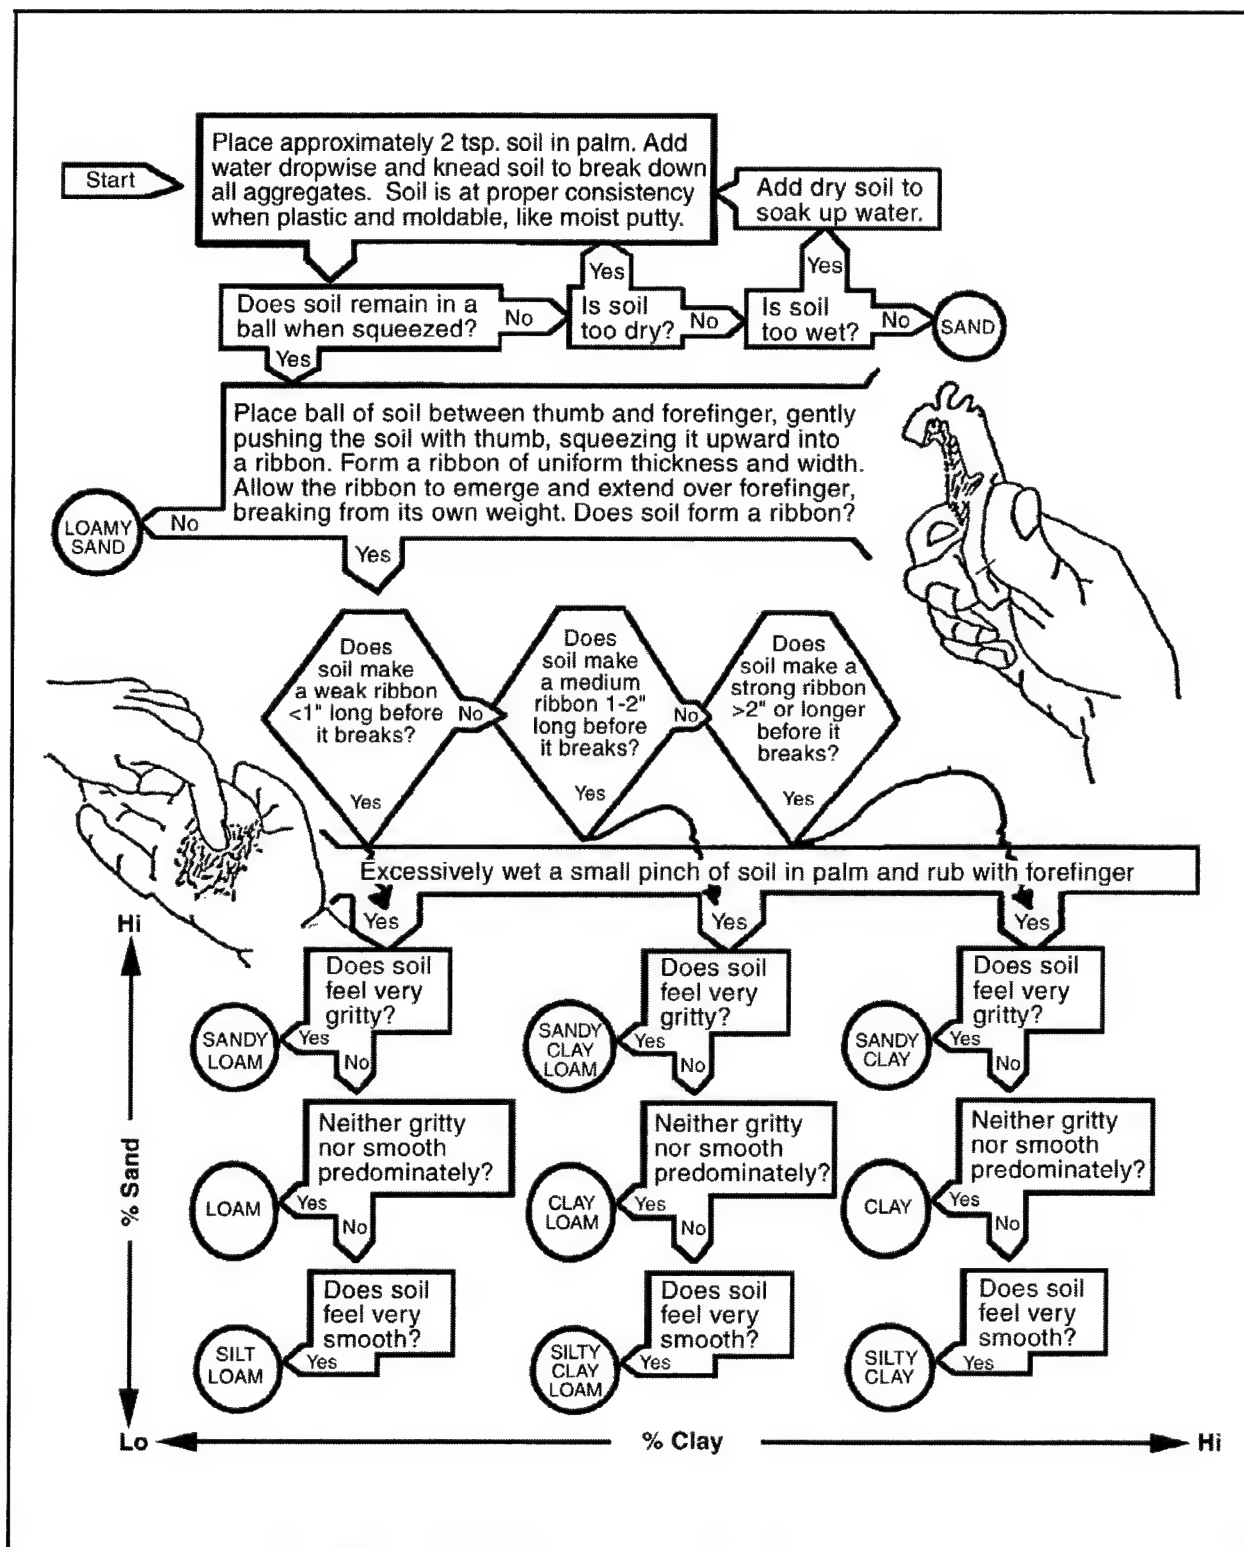 Start
Place approximately 2 tsp. soil in palm. Add
water dropwise and knead soil to break down
all aggregates. Soil is at proper consistency
when plastic and moldable, like moist putty.
Add dry soil to
soak up water.
Yes
Yes
Does soil remain in a
ball when squeezed?
No
Is soil
too dry?
No
Is soil
too wet?
No
SAND
Yes
Place ball of soil between thumb and forefinger, gently
pushing the soil with thumb, squeezing it upward into
a ribbon. Form a ribbon of uniform thickness and width.
Allow the ribbon to emerge and extend over forefinger,
breaking from its own weight. Does soil form a ribbon?
No
LOAMY
SAND
Yes
Does
soil make
a weak ribbon
<1" long before
it breaks?
No
Yes
Does
soil make
a medium
ribbon 1-2"
long before
it breaks?
No
Yes
Does
soil make a
strong ribbon
>2" or longer
before it
breaks?
Yes
Excessively wet a small pinch of soil in palm and rub with forefinger
Yes
Yes
Yes
Hi
Does soil
feel very
gritty?
Yes
SANDY
LOAM
No
Does soil
feel very
gritty?
Yes
SANDY
CLAY
LOAM
No
Does soil
feel very
gritty?
Yes
SANDY
CLAY
No
% Sand
Neither gritty
nor smooth
predominately?
Yes
LOAM
No
Neither gritty
nor smooth
predominately?
Yes
CLAY
LOAM
No
Neither gritty
nor smooth
predominately?
Yes
CLAY
No
Does soil
feel very
smooth?
Yes
SILT
LOAM
Does soil
feel very
smooth?
Yes
SILTY
CLAY
LOAM
Does soil
feel very
smooth?
Yes
SILTY
CLAY
Lo
% Clay
Hi